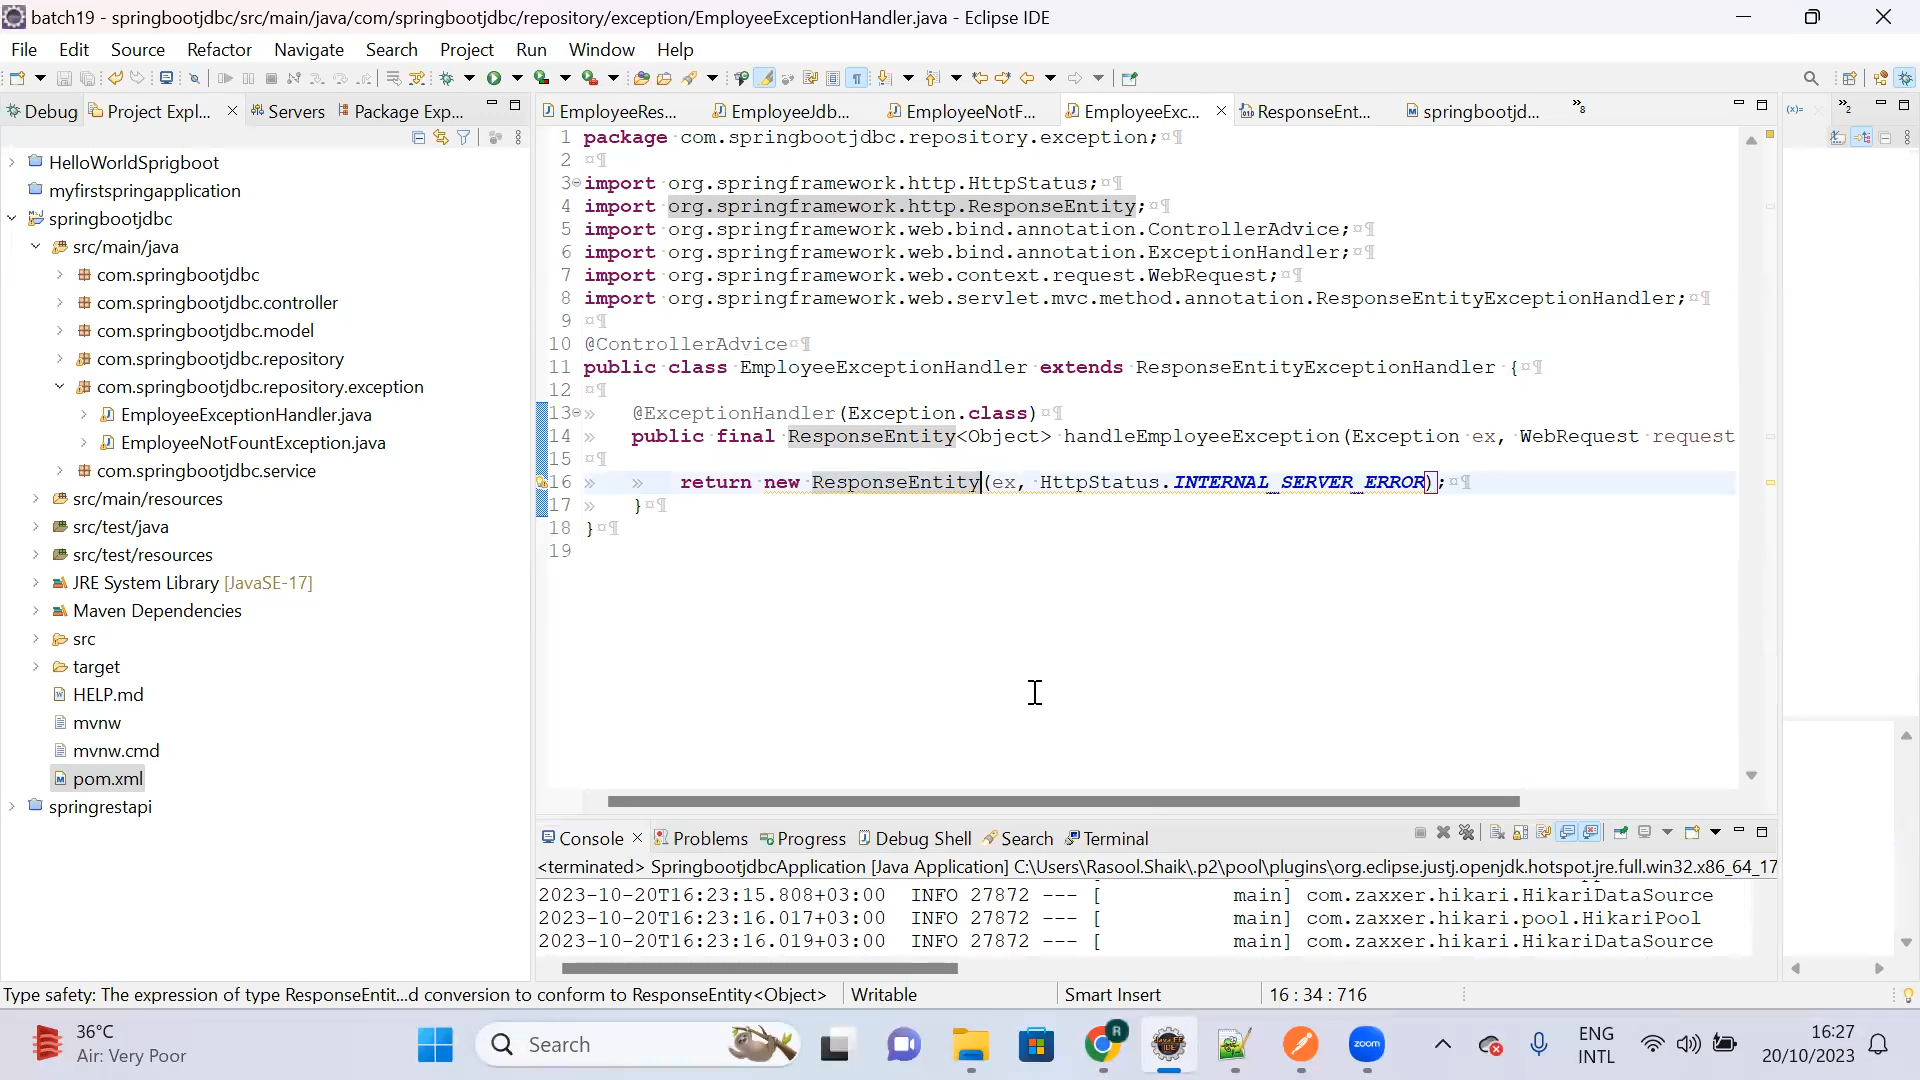 batch19 - springbootjdbc/src/main/java/com/springbootjdbc/repository/exception/EmployeeExceptionHandler.java - Eclipse IDE
File Edit Source Refactor Navigate Search Project Run Window Help
Debug Project Expl... Servers Package Exp...
EmployeeRes... EmployeeJdb... EmployeeNotF... EmployeeExc... ResponseEnt... springbootjd... »8
(x)= »2
HelloWorldSprigboot
myfirstspringapplication
springbootjdbc
src/main/java
com.springbootjdbc
com.springbootjdbc.controller
com.springbootjdbc.model
com.springbootjdbc.repository
com.springbootjdbc.repository.exception
EmployeeExceptionHandler.java
EmployeeNotFountException.java
com.springbootjdbc.service
src/main/resources
src/test/java
src/test/resources
JRE System Library [JavaSE-17]
Maven Dependencies
src
target
HELP.md
mvnw
mvnw.cmd
pom.xml
springrestapi
1 package com.springbootjdbc.repository.exception;¤¶
2 ¤¶
3 import org.springframework.http.HttpStatus;¤¶
4 import org.springframework.http.ResponseEntity;¤¶
5 import org.springframework.web.bind.annotation.ControllerAdvice;¤¶
6 import org.springframework.web.bind.annotation.ExceptionHandler;¤¶
7 import org.springframework.web.context.request.WebRequest;¤¶
8 import org.springframework.web.servlet.mvc.method.annotation.ResponseEntityExceptionHandler;¤¶
9 ¤¶
10 @ControllerAdvice¤¶
11 public class EmployeeExceptionHandler extends ResponseEntityExceptionHandler {¤¶
12 ¤¶
13 » @ExceptionHandler(Exception.class)¤¶
14 » public final ResponseEntity<Object> handleEmployeeException(Exception ex, WebRequest request
15 ¤¶
16 » » return new ResponseEntity(ex, HttpStatus.INTERNAL_SERVER_ERROR);¤¶
17 » }¤¶
18 }¤¶
19
Console Problems Progress Debug Shell Search Terminal
<terminated> SpringbootjdbcApplication [Java Application] C:\Users\Rasool.Shaik\.p2\pool\plugins\org.eclipse.justj.openjdk.hotspot.jre.full.win32.x86_64_17
2023-10-20T16:23:15.808+03:00 INFO 27872 --- [ main] com.zaxxer.hikari.HikariDataSource
2023-10-20T16:23:16.017+03:00 INFO 27872 --- [ main] com.zaxxer.hikari.pool.HikariPool
2023-10-20T16:23:16.019+03:00 INFO 27872 --- [ main] com.zaxxer.hikari.HikariDataSource
Type safety: The expression of type ResponseEntit...d conversion to conform to ResponseEntity<Object> Writable Smart Insert 16 : 34 : 716
36°C
Air: Very Poor
Search
R
zoom
ENG
INTL
16:27
20/10/2023